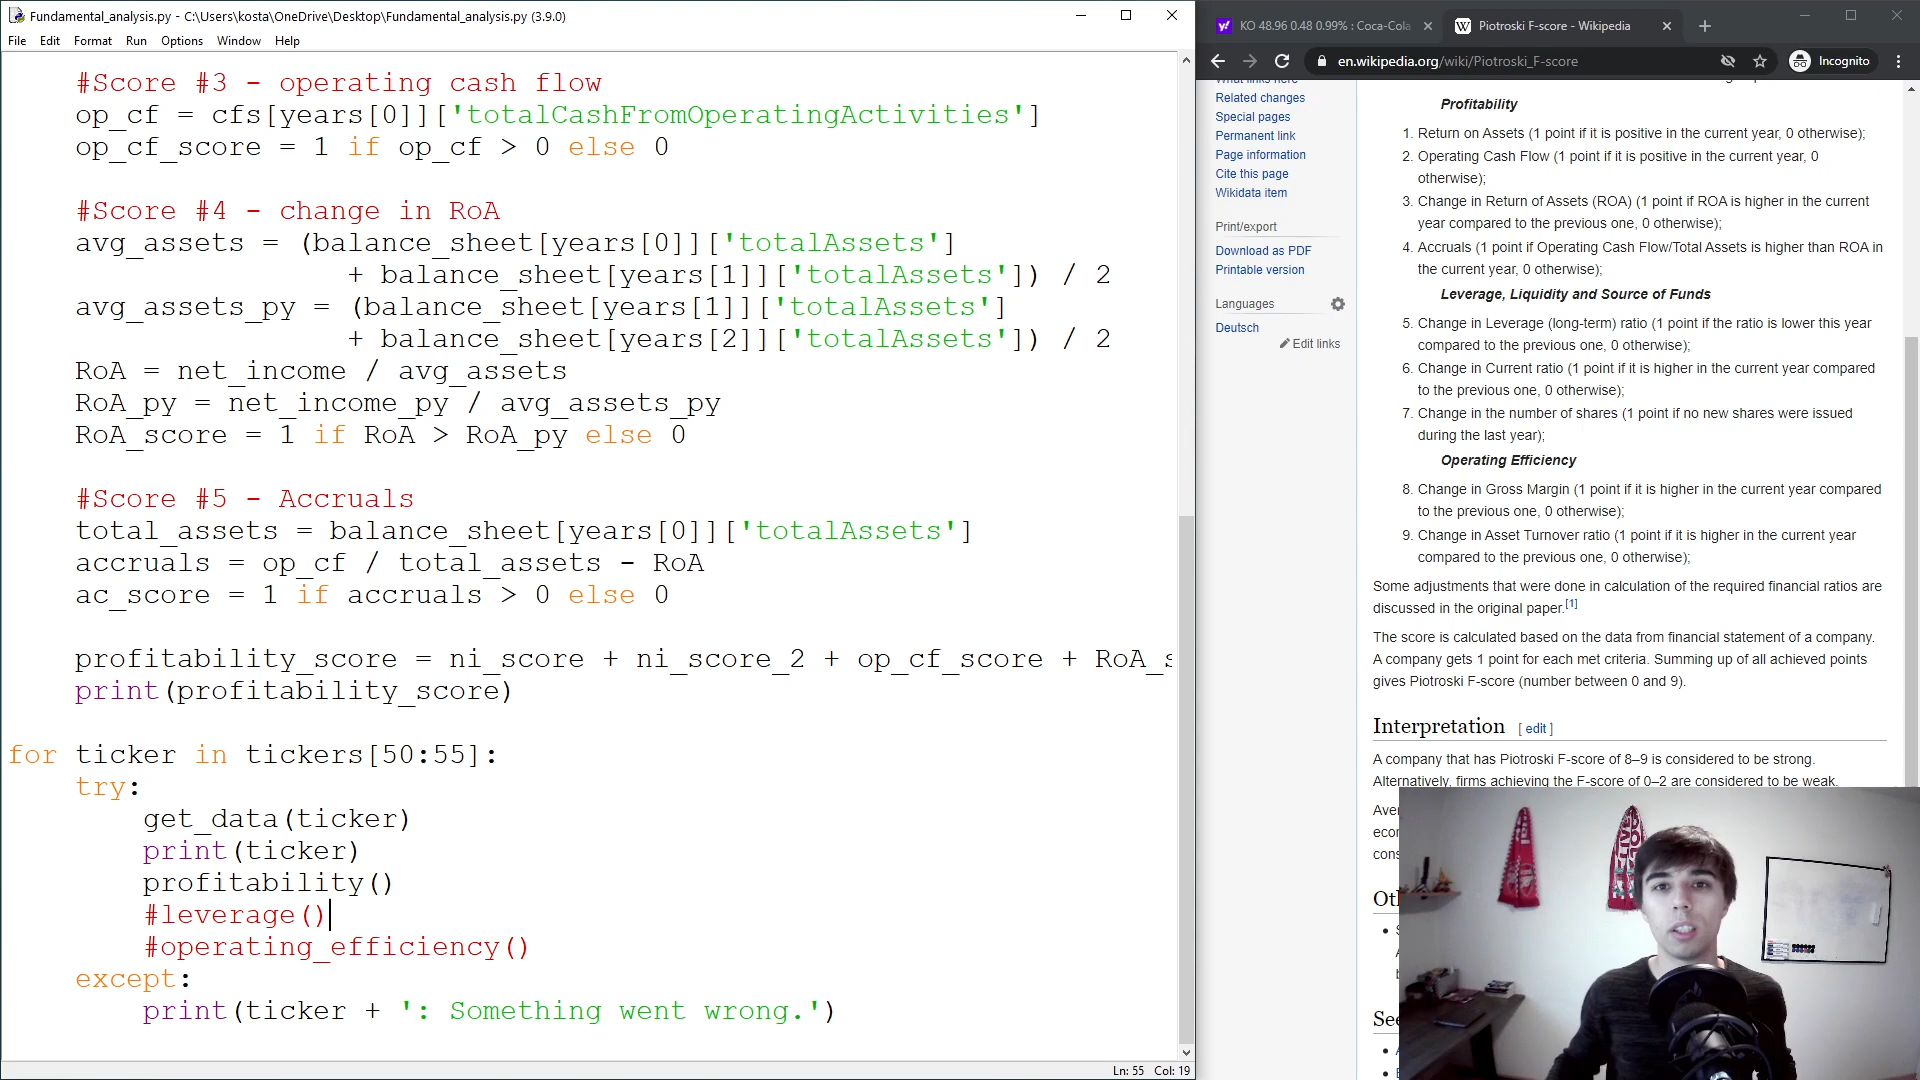 Fundamental_analysis.py - C:\Users\kosta\OneDrive\Desktop\Fundamental_analysis.py (3.9.0)
File Edit Format Run Options Window Help
#Score #3 - operating cash flow
op_cf = cfs[years[0]]['totalCashFromOperatingActivities']
op_cf_score = 1 if op_cf > 0 else 0
#Score #4 - change in RoA
avg_assets = (balance_sheet[years[0]]['totalAssets']
+ balance_sheet[years[1]]['totalAssets']) / 2
avg_assets_py = (balance_sheet[years[1]]['totalAssets']
+ balance_sheet[years[2]]['totalAssets']) / 2
RoA = net_income / avg_assets
RoA_py = net_income_py / avg_assets_py
RoA_score = 1 if RoA > RoA_py else 0
#Score #5 - Accruals
total_assets = balance_sheet[years[0]]['totalAssets']
accruals = op_cf / total_assets - RoA
ac_score = 1 if accruals > 0 else 0
profitability_score = ni_score + ni_score_2 + op_cf_score + RoA_s
print(profitability_score)
for ticker in tickers[50:55]:
try:
get_data(ticker)
print(ticker)
profitability()
#leverage()
#operating_efficiency()
except:
print(ticker + ': Something went wrong.')
Ln: 55 Col: 19
KO 48.96 0.48 0.99% : Coca-Cola
Piotroski F-score - Wikipedia
en.wikipedia.org/wiki/Piotroski_F-score
Incognito
What links here
Related changes
Special pages
Permanent link
Page information
Cite this page
Wikidata item
Print/export
Download as PDF
Printable version
Languages
Deutsch
Edit links
Profitability
1. Return on Assets (1 point if it is positive in the current year, 0 otherwise);
2. Operating Cash Flow (1 point if it is positive in the current year, 0
otherwise);
3. Change in Return of Assets (ROA) (1 point if ROA is higher in the current
year compared to the previous one, 0 otherwise);
4. Accruals (1 point if Operating Cash Flow/Total Assets is higher than ROA in
the current year, 0 otherwise);
Leverage, Liquidity and Source of Funds
5. Change in Leverage (long-term) ratio (1 point if the ratio is lower this year
compared to the previous one, 0 otherwise);
6. Change in Current ratio (1 point if it is higher in the current year compared
to the previous one, 0 otherwise);
7. Change in the number of shares (1 point if no new shares were issued
during the last year);
Operating Efficiency
8. Change in Gross Margin (1 point if it is higher in the current year compared
to the previous one, 0 otherwise);
9. Change in Asset Turnover ratio (1 point if it is higher in the current year
compared to the previous one, 0 otherwise);
Some adjustments that were done in calculation of the required financial ratios are
discussed in the original paper.[1]
The score is calculated based on the data from financial statement of a company.
A company gets 1 point for each met criteria. Summing up of all achieved points
gives Piotroski F-score (number between 0 and 9).
Interpretation [ edit ]
A company that has Piotroski F-score of 8–9 is considered to be strong.
Alternatively, firms achieving the F-score of 0–2 are considered to be weak.
Aver
econ
cons
Ot
See